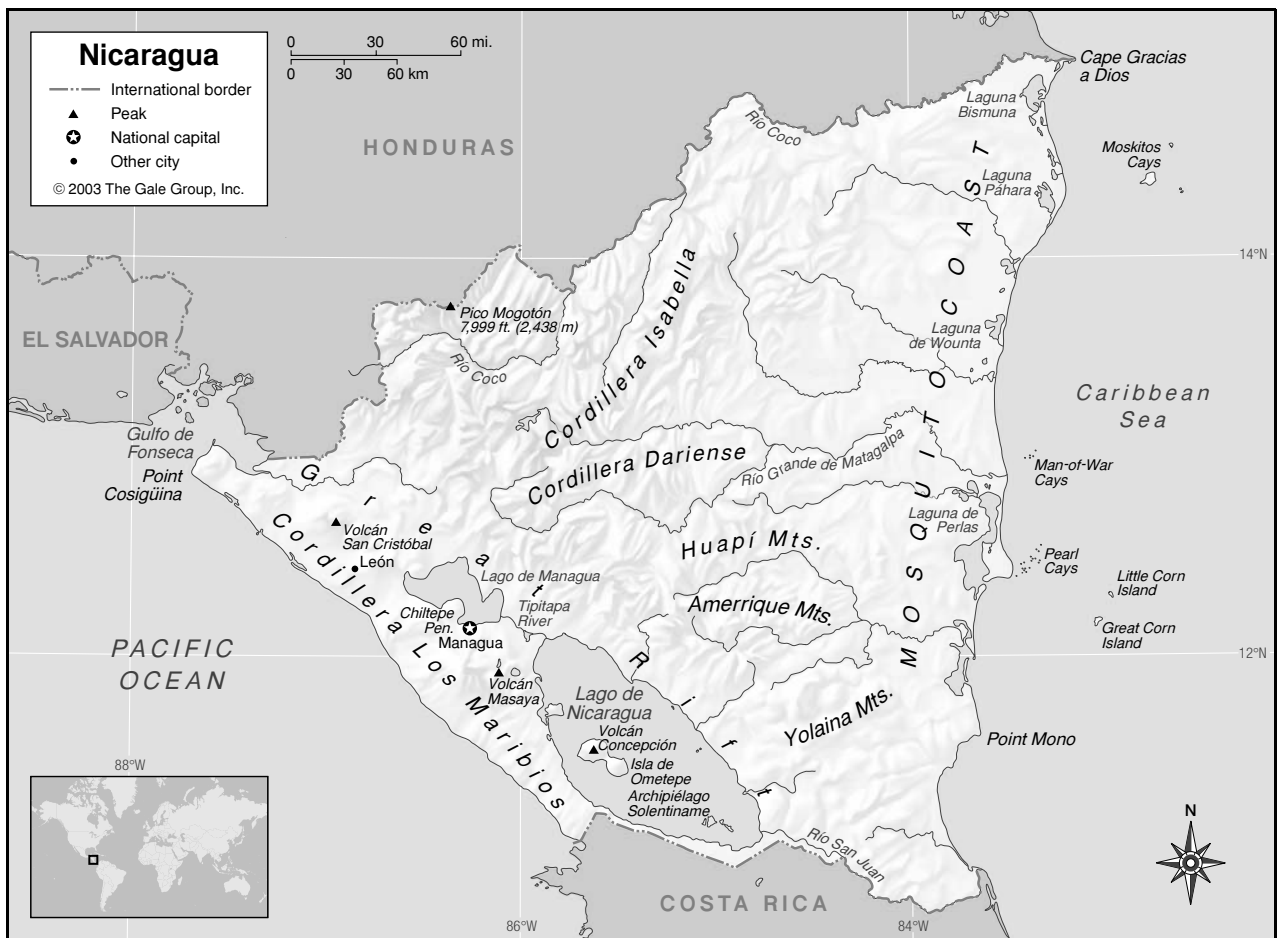 Nicaragua
International border
Peak
National capital
Other city
© 2003 The Gale Group, Inc.
0 30 60 mi.
0 30 60 km
Cape Gracias
a Dios
Laguna
Bismuna
Río Coco
HONDURAS
Moskitos
Cays
Laguna
Páhara
MOSQUITO COAST
14°N
Pico Mogotón
7,999 ft. (2,438 m)
Cordillera Isabella
EL SALVADOR
Laguna
de Wounta
Río Coco
Caribbean
Sea
Gulfo de
Fonseca
Point
Cosigüina
Great Rift
Cordillera Dariense
Río Grande de Matagalpa
Man-of-War
Cays
Volcán
San Cristóbal
Cordillera Los Maribios
Laguna de
Perlas
Huapí Mts.
León
Lago de Managua
Pearl
Cays
Little Corn
Island
Chiltepe
Pen.
Tipitapa
River
Amerrique Mts.
Managua
Great Corn
Island
PACIFIC
OCEAN
12°N
Volcán
Masaya
Lago de
Nicaragua
Yolaina Mts.
Volcán
Concepción
Point Mono
Isla de
Ometepe
88°W
Archipiélago
Solentiname
N
Río San Juan
COSTA RICA
86°W
84°W